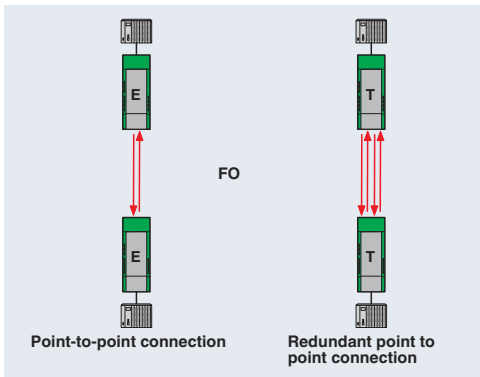 E
T
FO
E
T
Point-to-point connection
Redundant point to
point connection